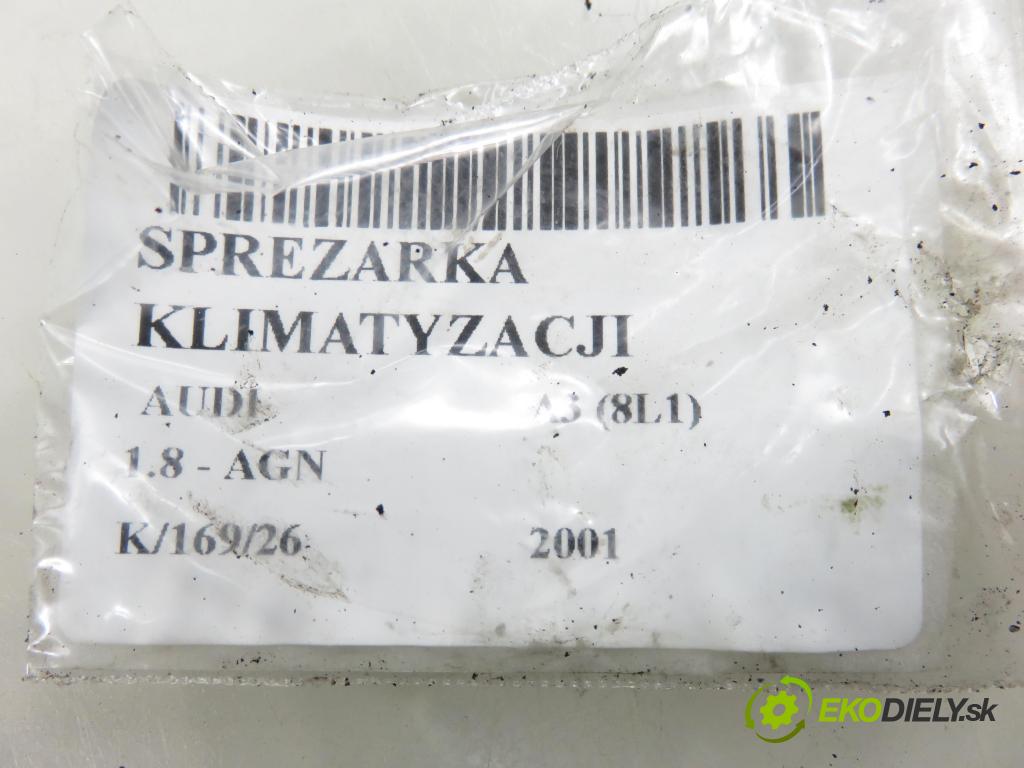 SPREZARKA
KLIMATYZACJI
AUDI A3 (8L1)
1.8 - AGN
K/169/26 2001
EKODIELY.sk